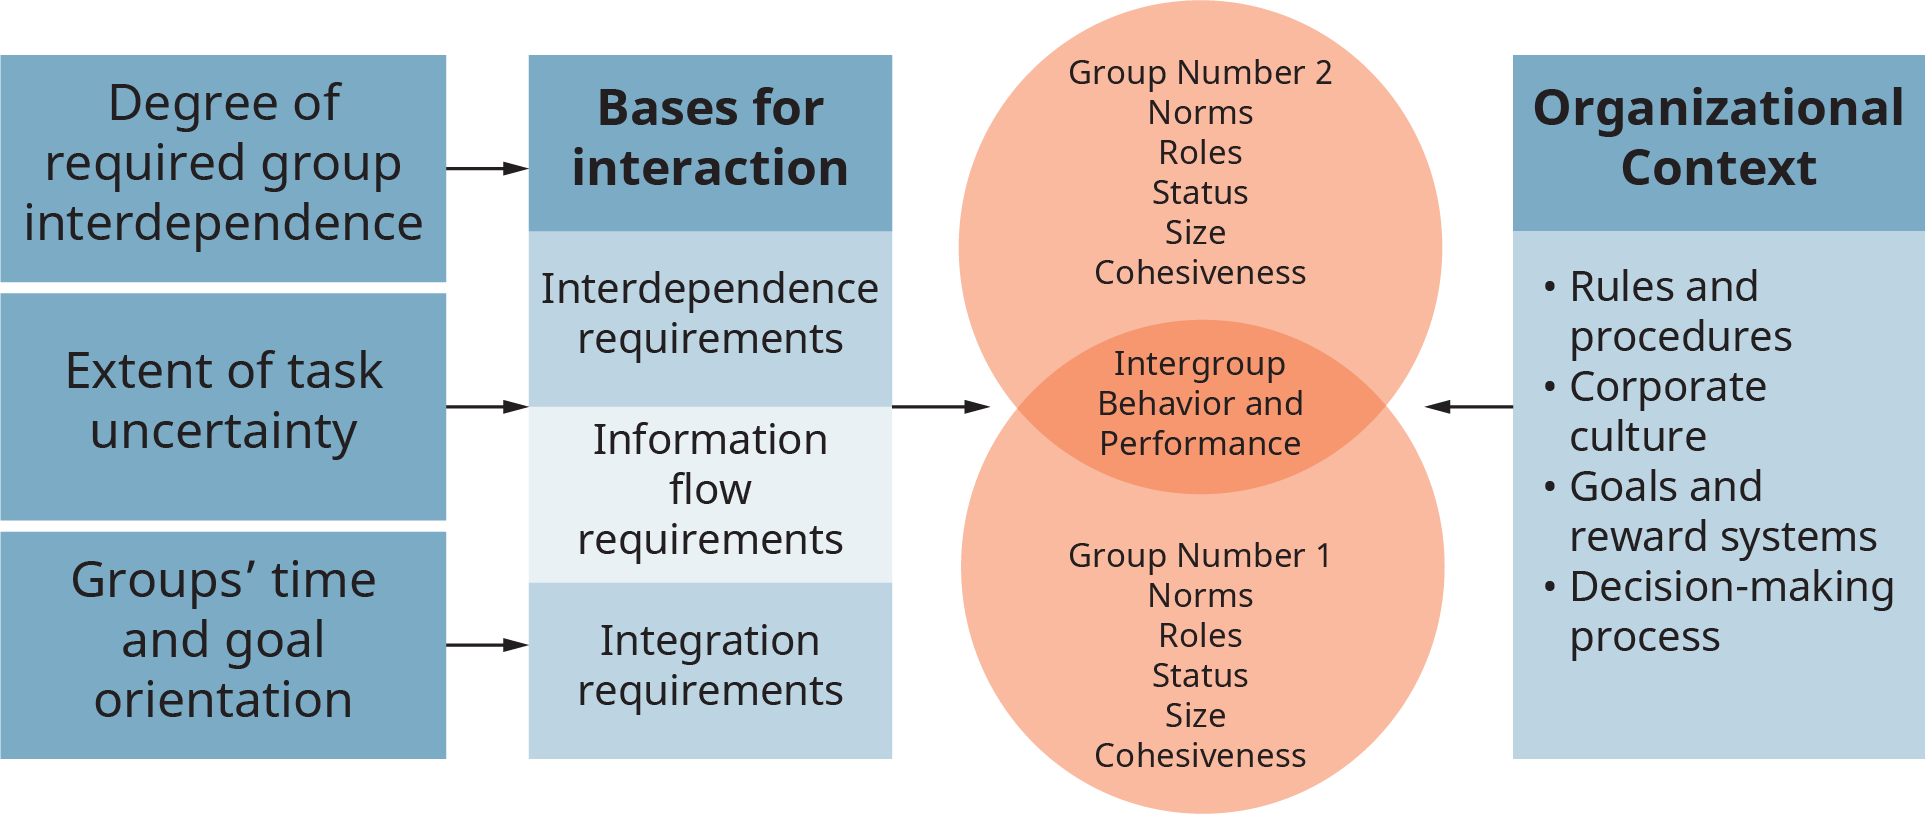 Degree of
required group
interdependence
Extent of task
uncertainty
Groups’ time
and goal
orientation
Bases for
interaction
Interdependence
requirements
Information
flow
requirements
Integration
requirements
Group Number 2
Norms
Roles
Status
Size
Cohesiveness
Intergroup
Behavior and
Performance
Group Number 1
Norms
Roles
Status
Size
Cohesiveness
Organizational
Context
• Rules and
procedures
• Corporate
culture
• Goals and
reward systems
• Decision-making
process